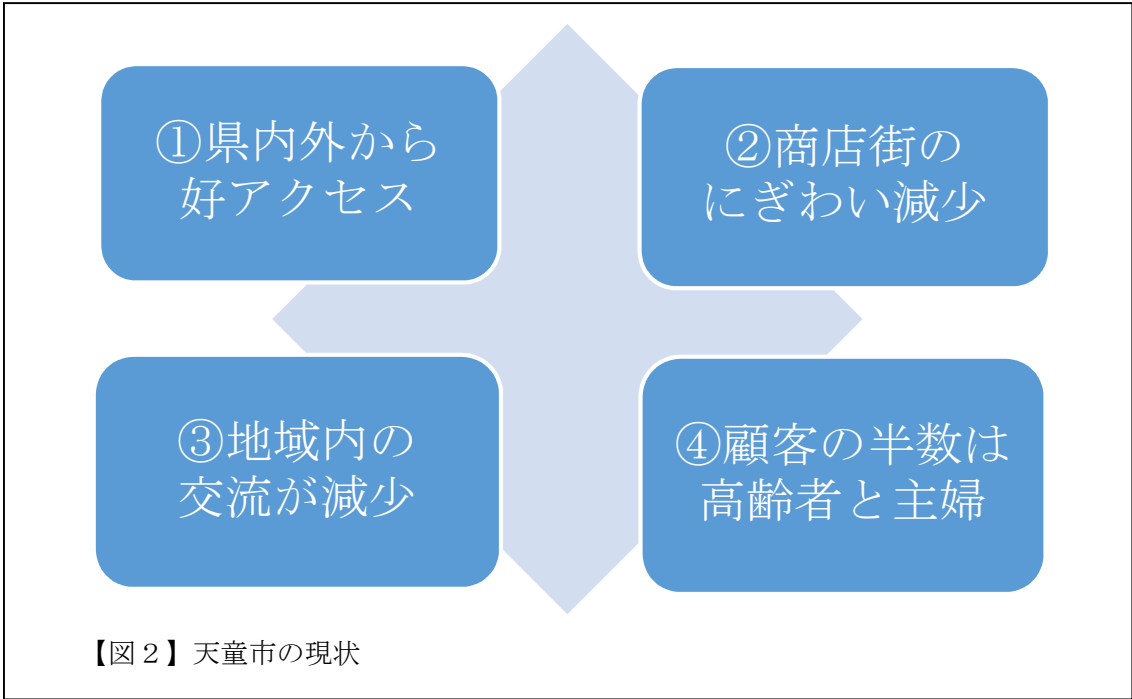 ①県内外から
好アクセス
②商店街の
にぎわい減少
③地域内の
交流が減少
④顧客の半数は
高齢者と主婦
【図２】天童市の現状